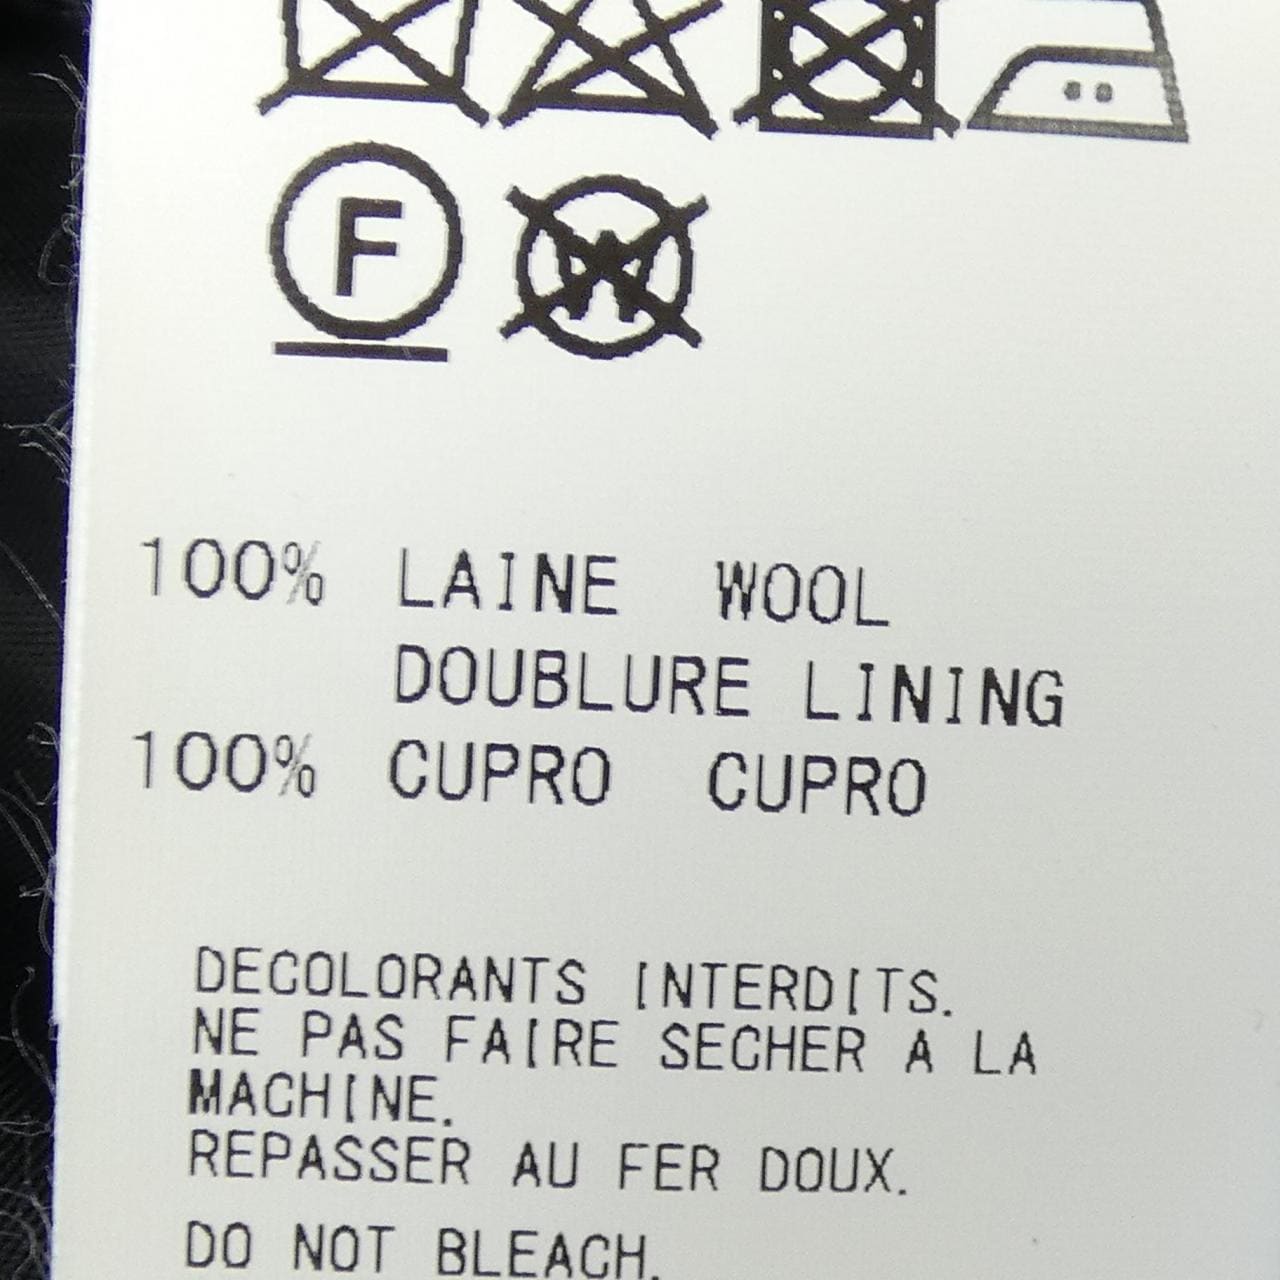 F
W
100% LAINE WOOL
DOUBLURE LINING
100% CUPRO CUPRO
DECOLORANTS INTERDITS.
NE PAS FAIRE SECHER A LA
MACHINE.
REPASSER AU FER DOUX.
DO NOT BLEACH.